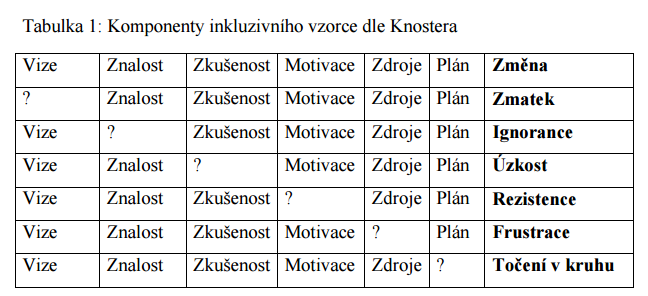 Tabulka 1: Komponenty inkluzivního vzorce dle Knostera
Vize Znalost Zkušenost Motivace Zdroje Plán Změna
? Znalost Zkušenost Motivace Zdroje Plán Zmatek
Vize ? Zkušenost Motivace Zdroje Plán Ignorance
Vize Znalost ? Motivace Zdroje Plán Úzkost
Vize Znalost Zkušenost ? Zdroje Plán Rezistence
Vize Znalost Zkušenost Motivace ? Plán Frustrace
Vize Znalost Zkušenost Motivace Zdroje ? Točení v kruhu